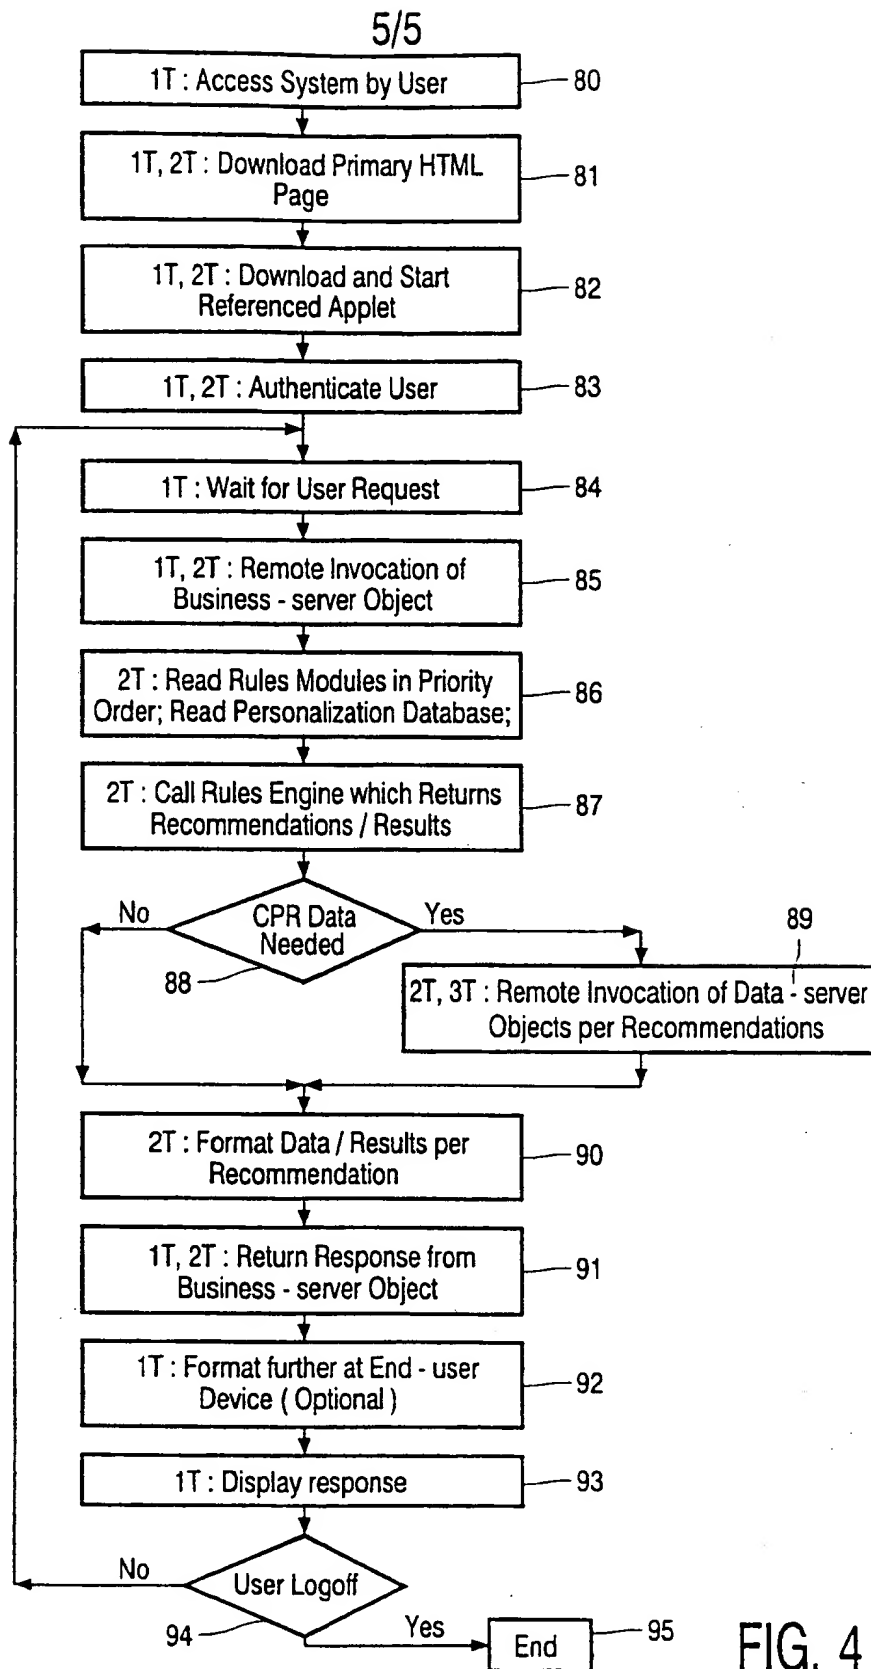 5/5
1T : Access System by User
80
1T, 2T : Download Primary HTML
Page
81
1T, 2T : Download and Start
Referenced Applet
82
1T, 2T : Authenticate User
83
1T : Wait for User Request
84
1T, 2T : Remote Invocation of
Business - server Object
85
2T : Read Rules Modules in Priority
Order; Read Personalization Database;
86
2T : Call Rules Engine which Returns
Recommendations / Results
87
No
CPR Data
Needed
Yes
88
89
2T, 3T : Remote Invocation of Data - server
Objects per Recommendations
2T : Format Data / Results per
Recommendation
90
1T, 2T : Return Response from
Business - server Object
91
1T : Format further at End - user
Device ( Optional )
92
1T : Display response
93
No
User Logoff
94
Yes
End
95
FIG. 4